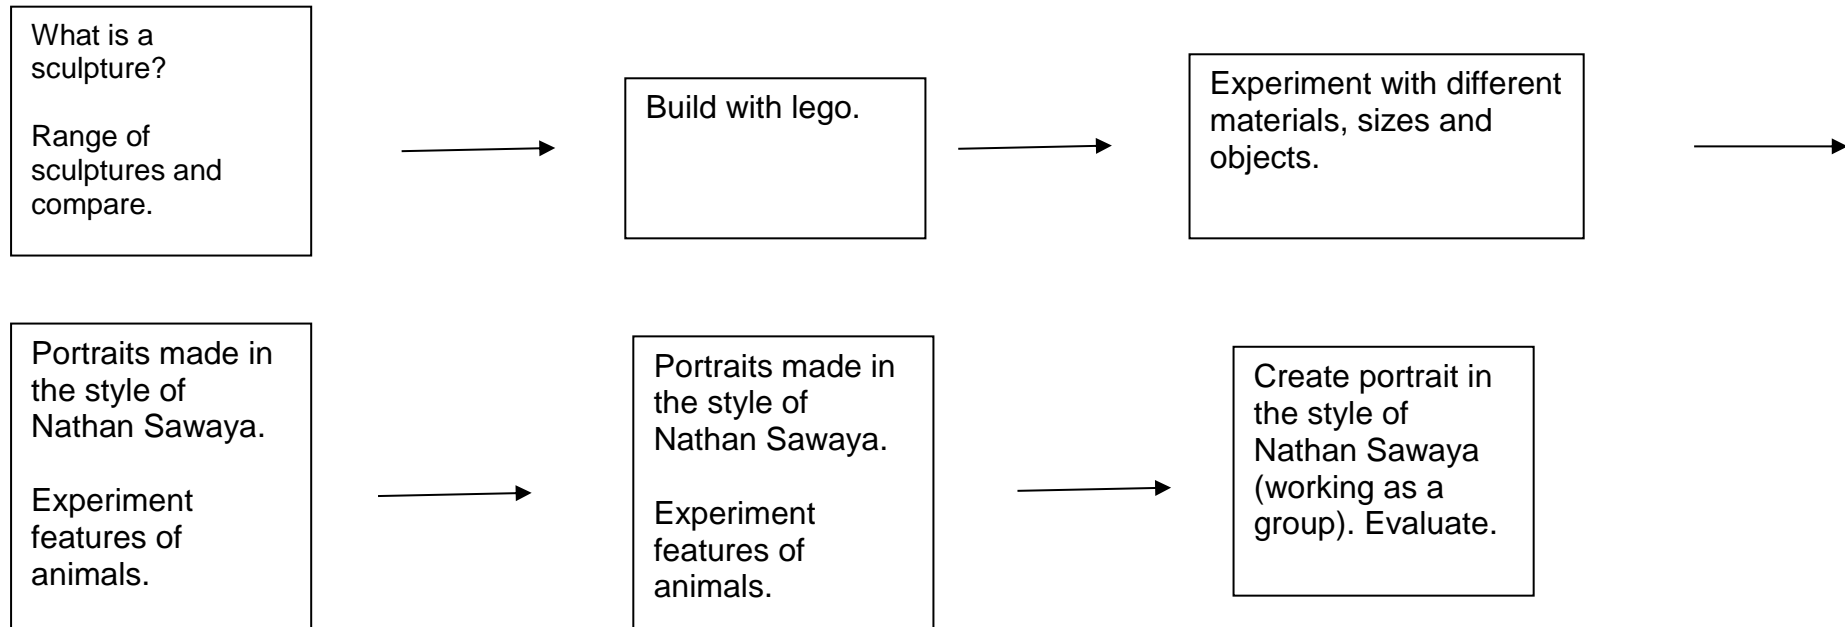 What is a
sculpture?
Range of
sculptures and
compare.
Build with lego.
Experiment with different
materials, sizes and
objects.
Portraits made in
the style of
Nathan Sawaya.
Experiment
features of
animals.
Portraits made in
the style of
Nathan Sawaya.
Experiment
features of
animals.
Create portrait in
the style of
Nathan Sawaya
(working as a
group). Evaluate.